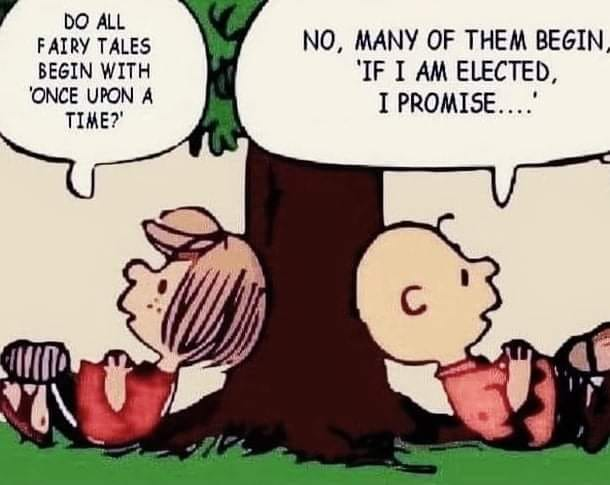 DO ALL
FAIRY TALES
BEGIN WITH
'ONCE UPON A
TIME?'
NO, MANY OF THEM BEGIN,
'IF I AM ELECTED,
I PROMISE....'